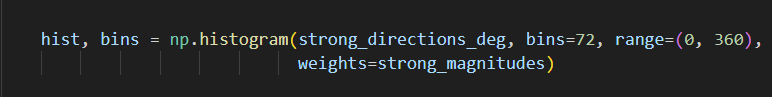 hist, bins = np.histogram(strong_directions_deg, bins=72, range=(0, 360),
weights=strong_magnitudes)